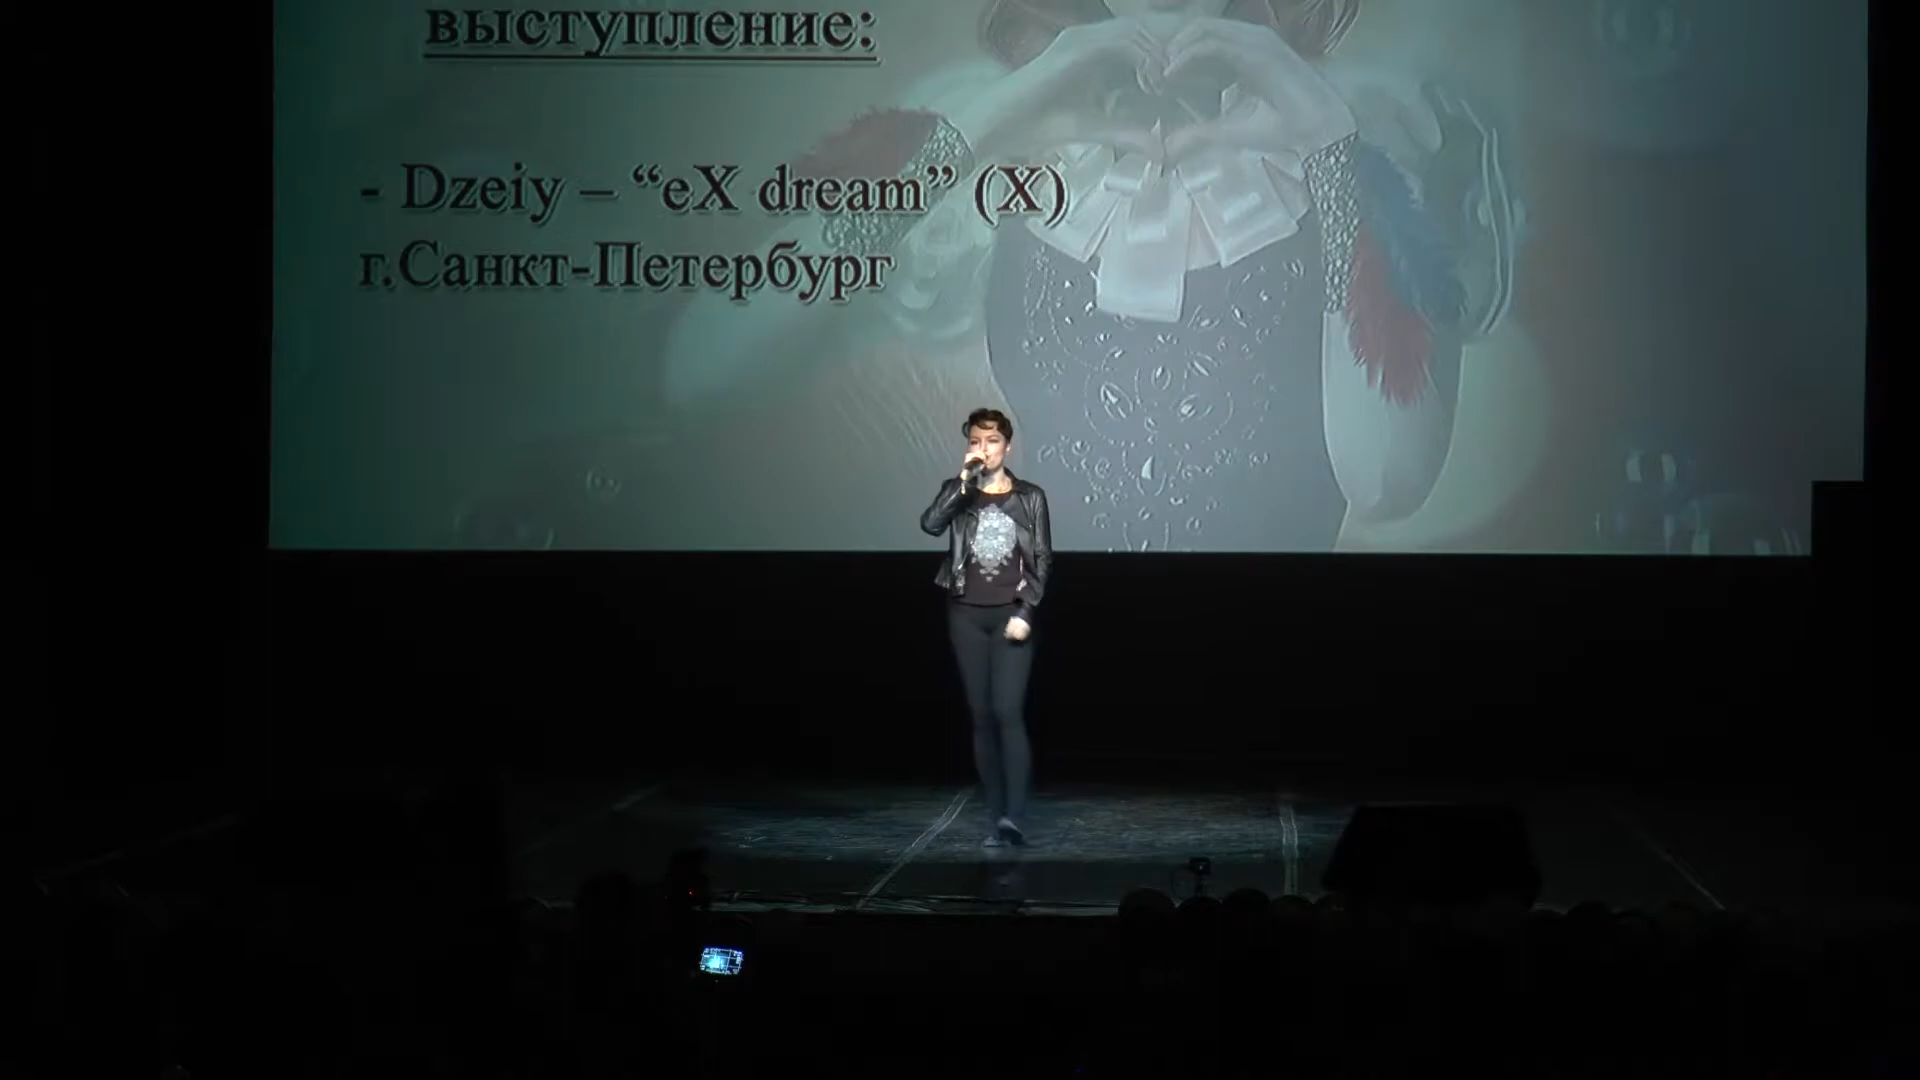 выступление:
- Dzeiy – “eX dream” (X)
г.Санкт-Петербург